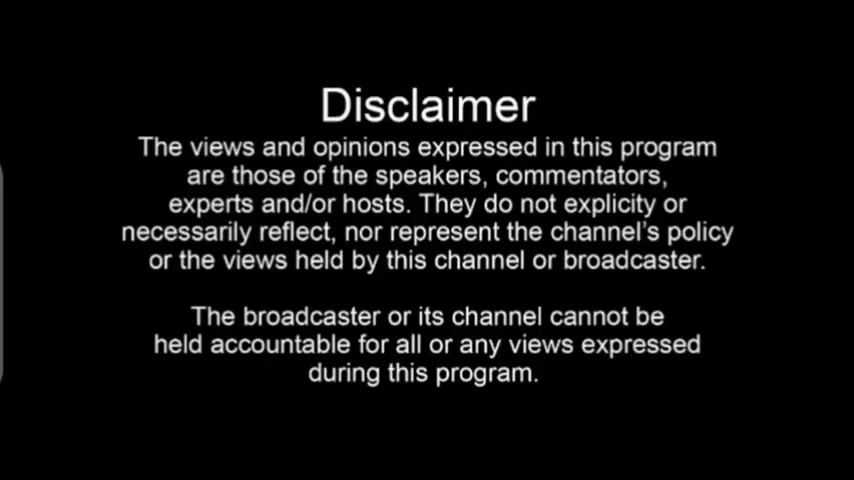 Disclaimer
The views and opinions expressed in this program
are those of the speakers, commentators,
experts and/or hosts. They do not explicity or
necessarily reflect, nor represent the channel's policy
or the views held by this channel or broadcaster.
The broadcaster or its channel cannot be
held accountable for all or any views expressed
during this program.